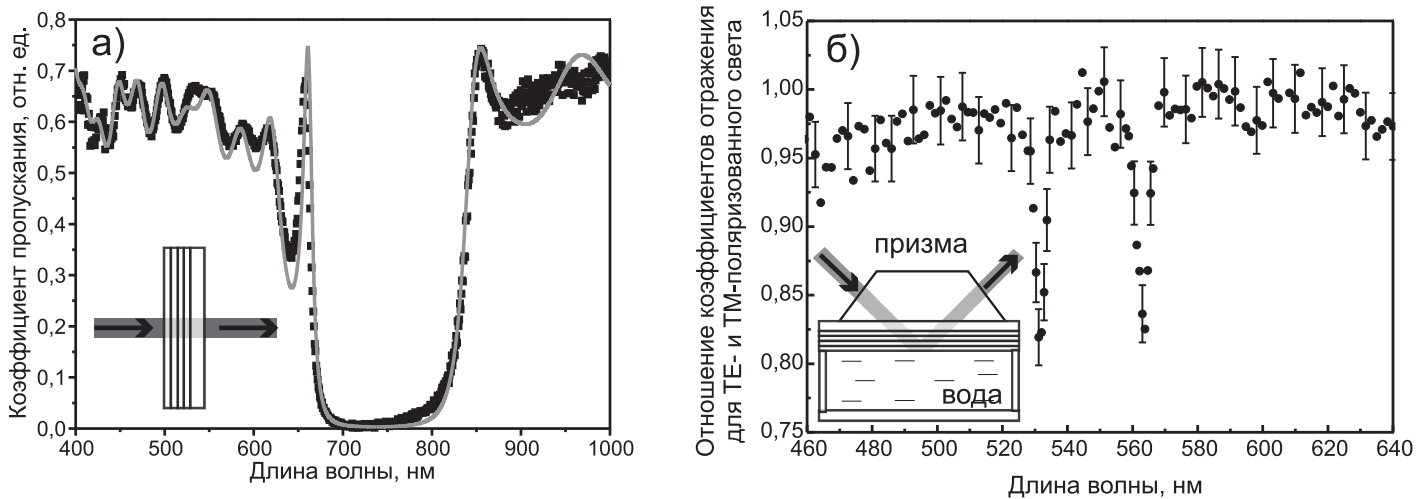 а)
Коэффициент пропускания, отн. ед.
0,8
0,7
0,6
0,5
0,4
0,3
0,2
0,1
0,0
400 500 600 700 800 900 1000
Длина волны, нм
б)
Отношение коэффициентов отражения
для ТЕ- и ТМ-поляризованного света
1,05
1,00
0,95
0,90
0,85
0,80
0,75
призма
вода
460 480 500 520 540 560 580 600 620 640
Длина волны, нм